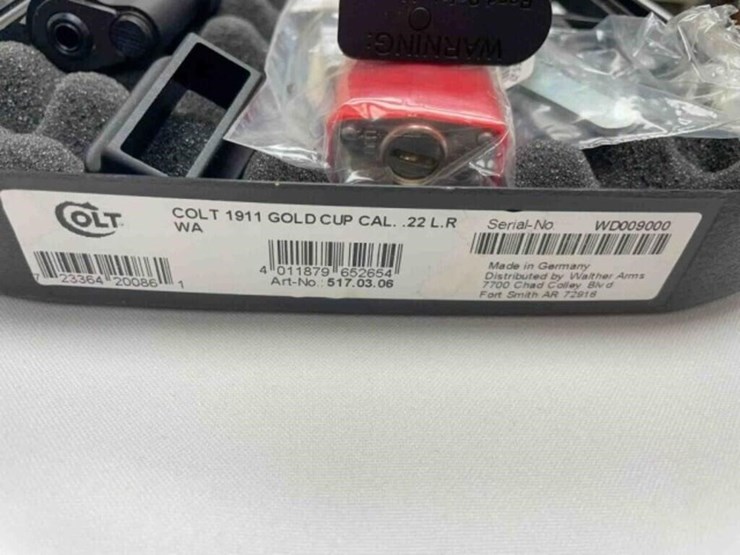 WARNING:
COLT
COLT 1911 GOLD CUP CAL. .22 L.R
WA
7 23364 20086 1
4 011879 652654
Art-No.: 517.03.06
Serial-No. WD009000
Made in Germany
Distributed by Walther Arms
7700 Chad Colley Blvd
Fort Smith AR 72916